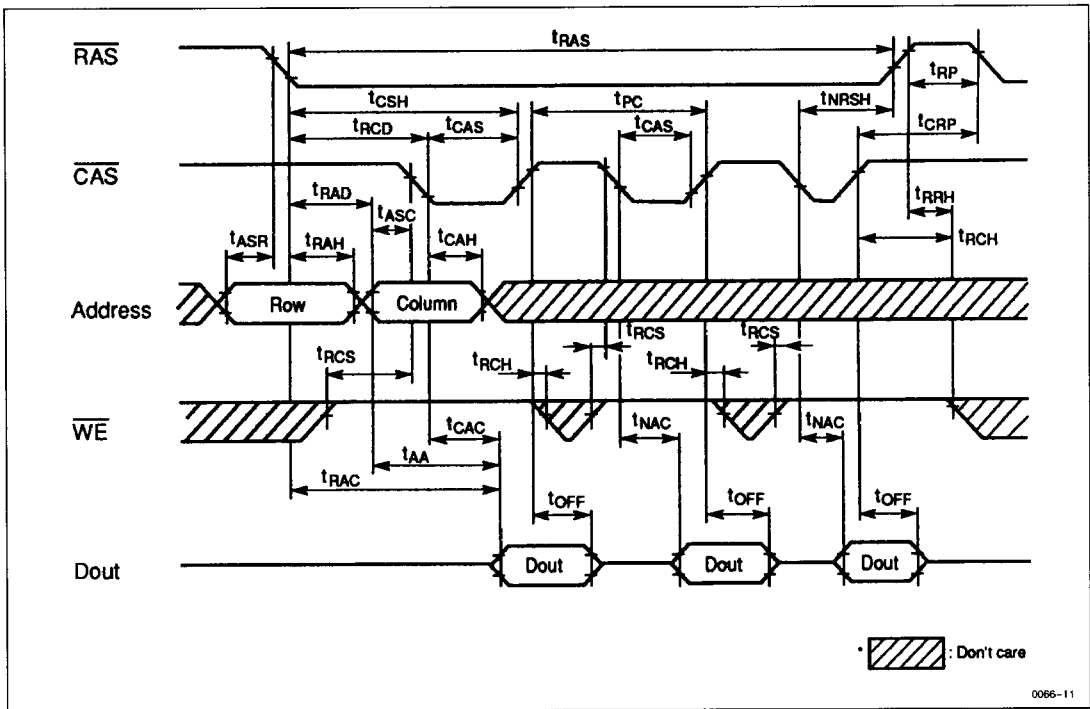 RAS
tRAS
tRP
tCSH
tPC
tNRSH
tRCD
tCAS
tCAS
tCRP
CAS
tRAD
tRRH
tASC
tASR
tRAH
tCAH
tRCH
Address
Row
Column
tRCS
tRCS
tRCS
tRCH
tRCH
WE
tCAC
tNAC
tNAC
tAA
tRAC
tOFF
tOFF
tOFF
Dout
Dout
Dout
Dout
* : Don't care
0066-11